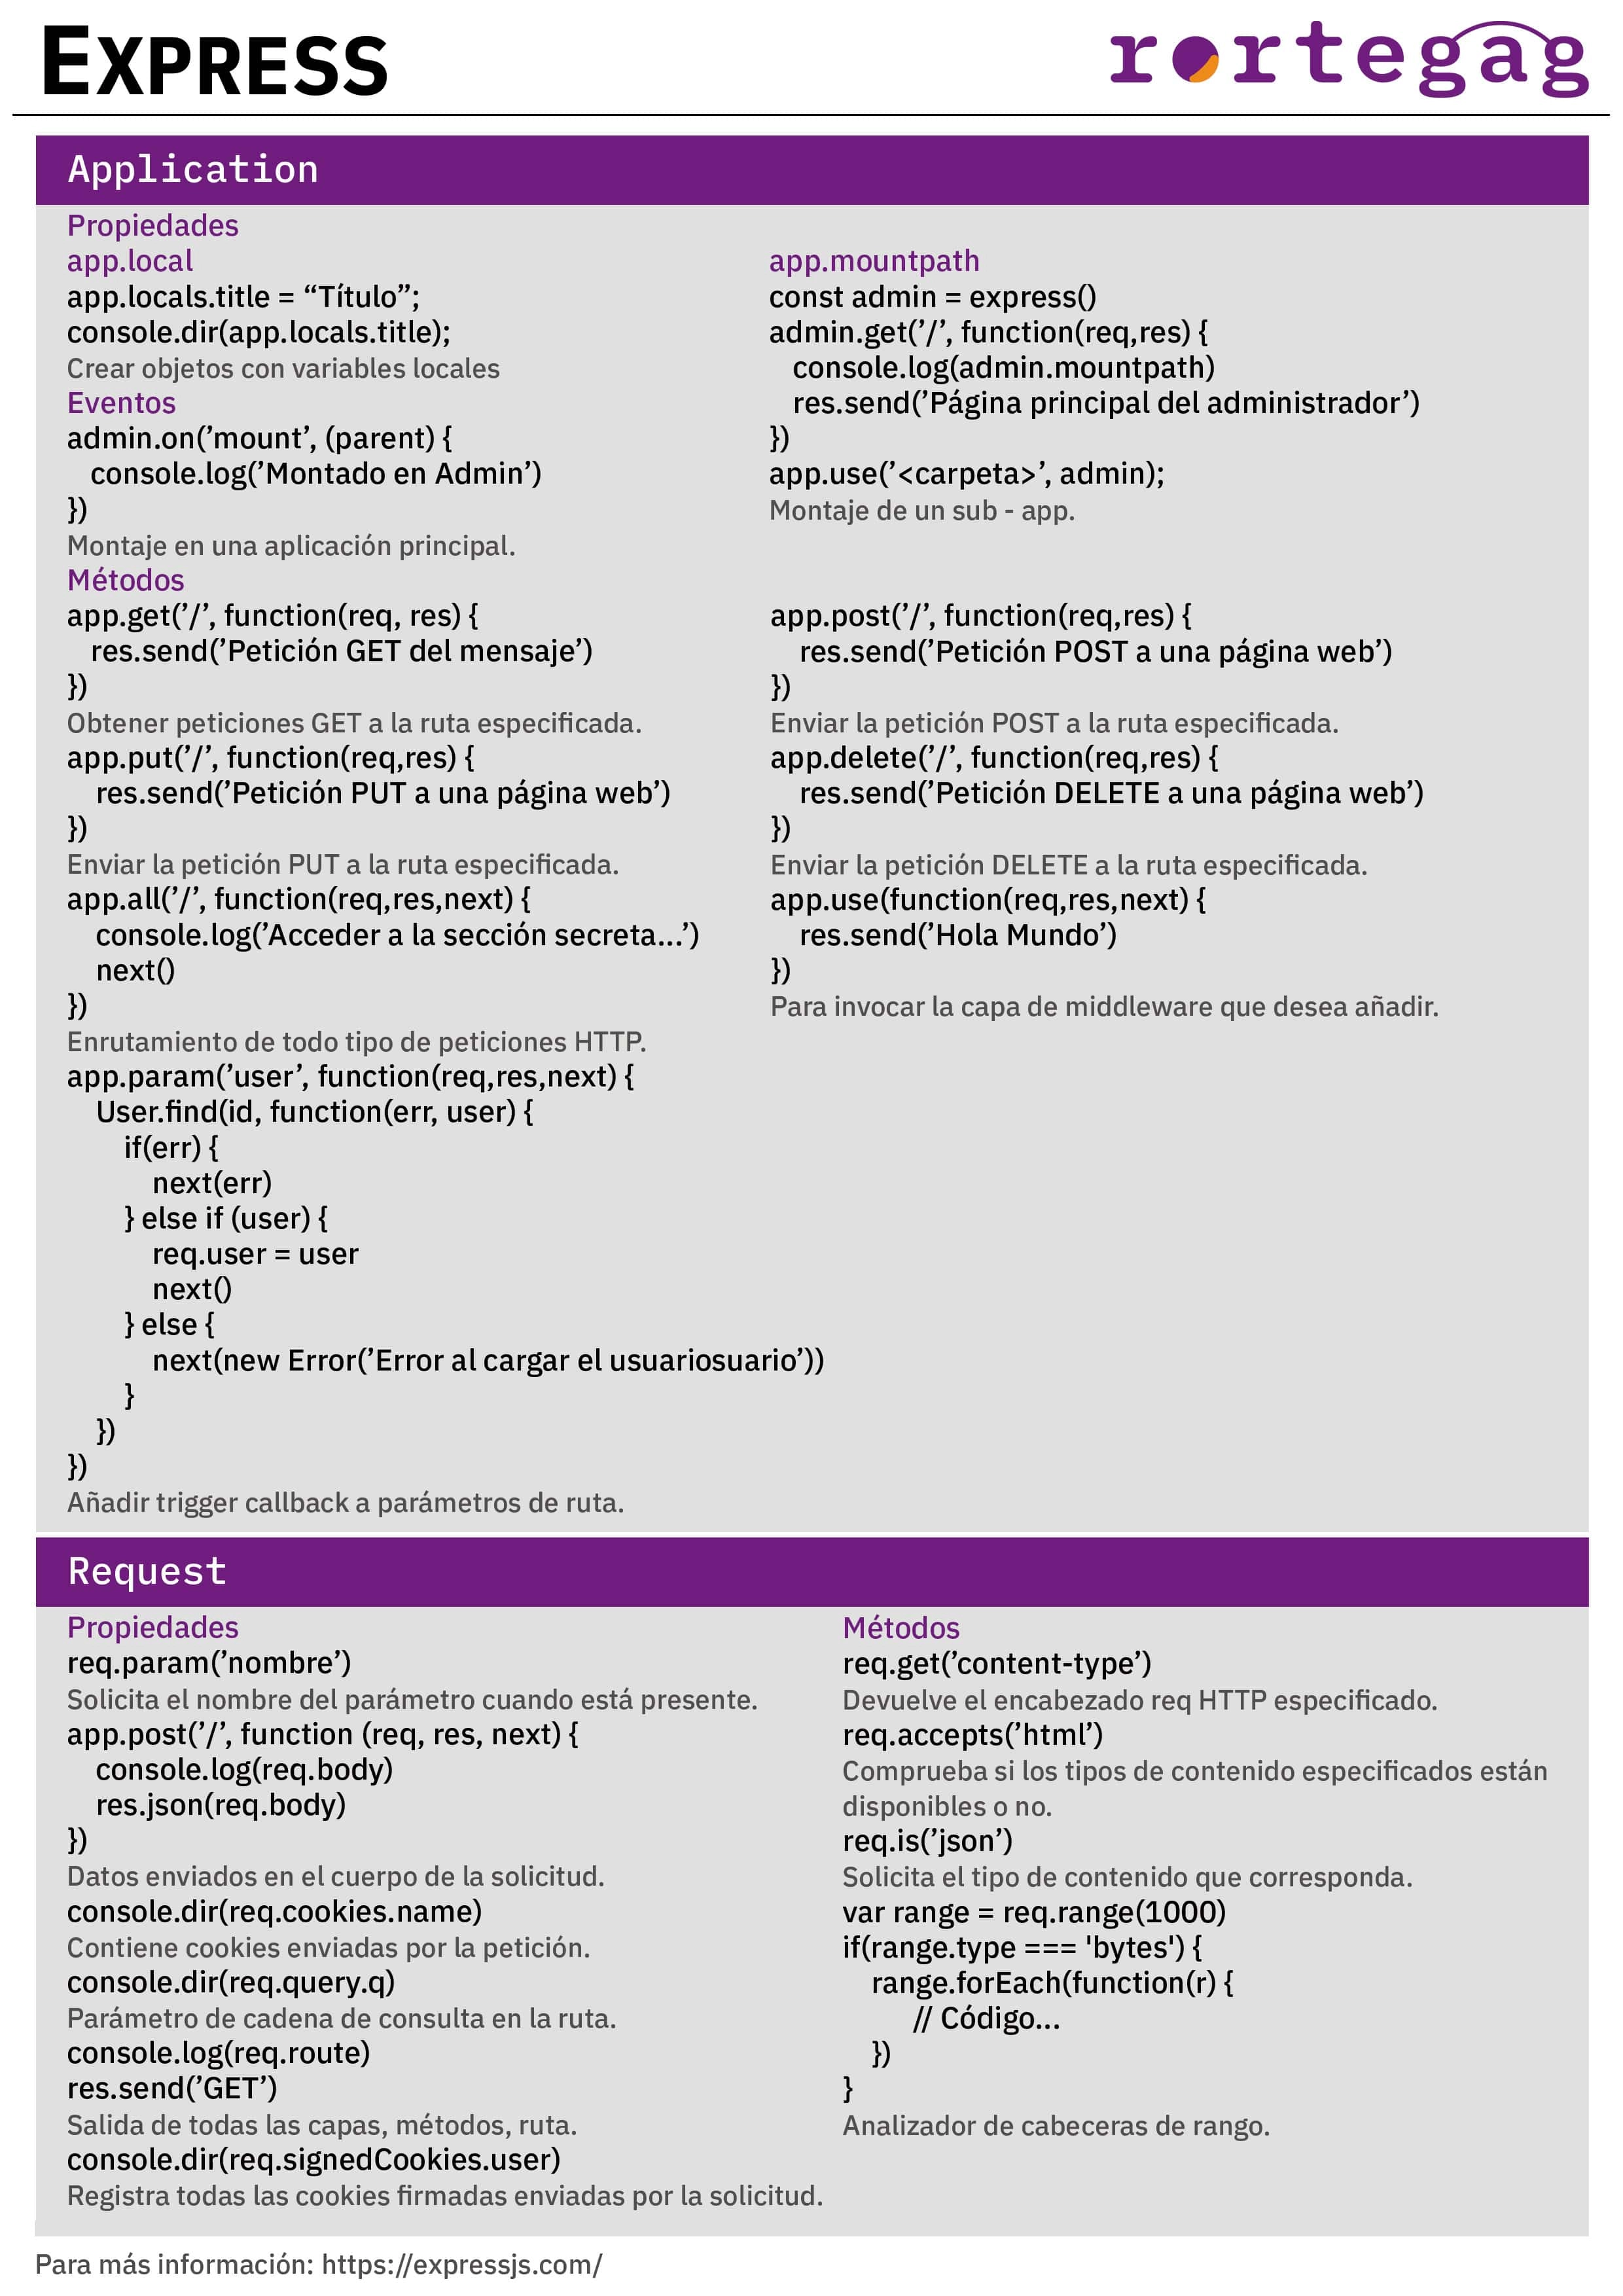 EXPRESS
rortegag
Application
Propiedades
app.local
app.locals.title = “Título”;
console.dir(app.locals.title);
Crear objetos con variables locales
Eventos
admin.on(’mount’, (parent) {
console.log(’Montado en Admin’)
})
Montaje en una aplicación principal.
app.mountpath
const admin = express()
admin.get(’/’, function(req,res) {
console.log(admin.mountpath)
res.send(’Página principal del administrador’)
})
app.use(’<carpeta>’, admin);
Montaje de un sub - app.
Métodos
app.get(’/’, function(req, res) {
res.send(’Petición GET del mensaje’)
})
Obtener peticiones GET a la ruta especificada.
app.put(’/’, function(req,res) {
res.send(’Petición PUT a una página web’)
})
Enviar la petición PUT a la ruta especificada.
app.all(’/’, function(req,res,next) {
console.log(’Acceder a la sección secreta...’)
next()
})
Enrutamiento de todo tipo de peticiones HTTP.
app.param(’user’, function(req,res,next) {
User.find(id, function(err, user) {
if(err) {
next(err)
} else if (user) {
req.user = user
next()
} else {
next(new Error(’Error al cargar el usuariosuario’))
}
})
})
Añadir trigger callback a parámetros de ruta.
app.post(’/’, function(req,res) {
res.send(’Petición POST a una página web’)
})
Enviar la petición POST a la ruta especificada.
app.delete(’/’, function(req,res) {
res.send(’Petición DELETE a una página web’)
})
Enviar la petición DELETE a la ruta especificada.
app.use(function(req,res,next) {
res.send(’Hola Mundo’)
})
Para invocar la capa de middleware que desea añadir.
Request
Propiedades
req.param(’nombre’)
Solicita el nombre del parámetro cuando está presente.
app.post(’/’, function (req, res, next) {
console.log(req.body)
res.json(req.body)
})
Datos enviados en el cuerpo de la solicitud.
console.dir(req.cookies.name)
Contiene cookies enviadas por la petición.
console.dir(req.query.q)
Parámetro de cadena de consulta en la ruta.
console.log(req.route)
res.send(’GET’)
Salida de todas las capas, métodos, ruta.
console.dir(req.signedCookies.user)
Registra todas las cookies firmadas enviadas por la solicitud.
Métodos
req.get(’content-type’)
Devuelve el encabezado req HTTP especificado.
req.accepts(’html’)
Comprueba si los tipos de contenido especificados están
disponibles o no.
req.is(’json’)
Solicita el tipo de contenido que corresponda.
var range = req.range(1000)
if(range.type === 'bytes') {
range.forEach(function(r) {
// Código...
})
}
Analizador de cabeceras de rango.
Para más información: https://expressjs.com/